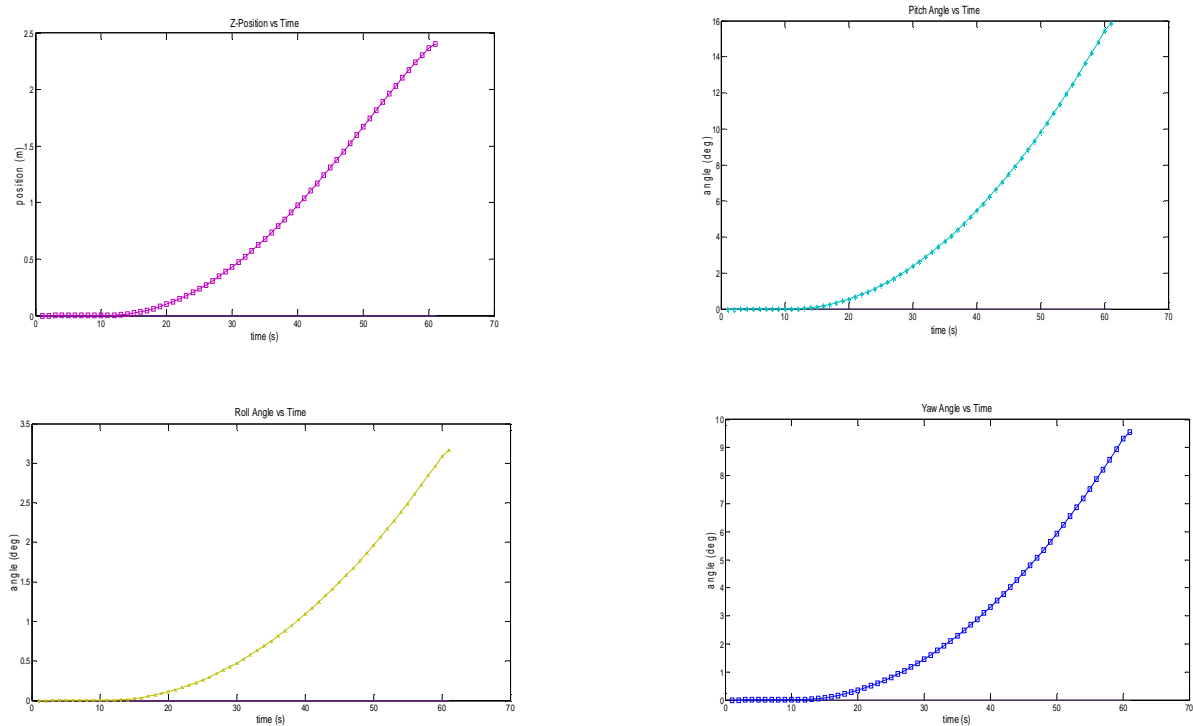 Z-Position vs Time
2.5
2
1.5
1
0.5
0
position (m)
0 10 20 30 40 50 60 70
time (s)
Pitch Angle vs Time
16
14
12
10
8
6
4
2
0
angle (deg)
0 10 20 30 40 50 60 70
time (s)
Roll Angle vs Time
3.5
3
2.5
2
1.5
1
0.5
0
angle (deg)
0 10 20 30 40 50 60 70
time (s)
Yaw Angle vs Time
10
9
8
7
6
5
4
3
2
1
0
angle (deg)
0 10 20 30 40 50 60 70
time (s)